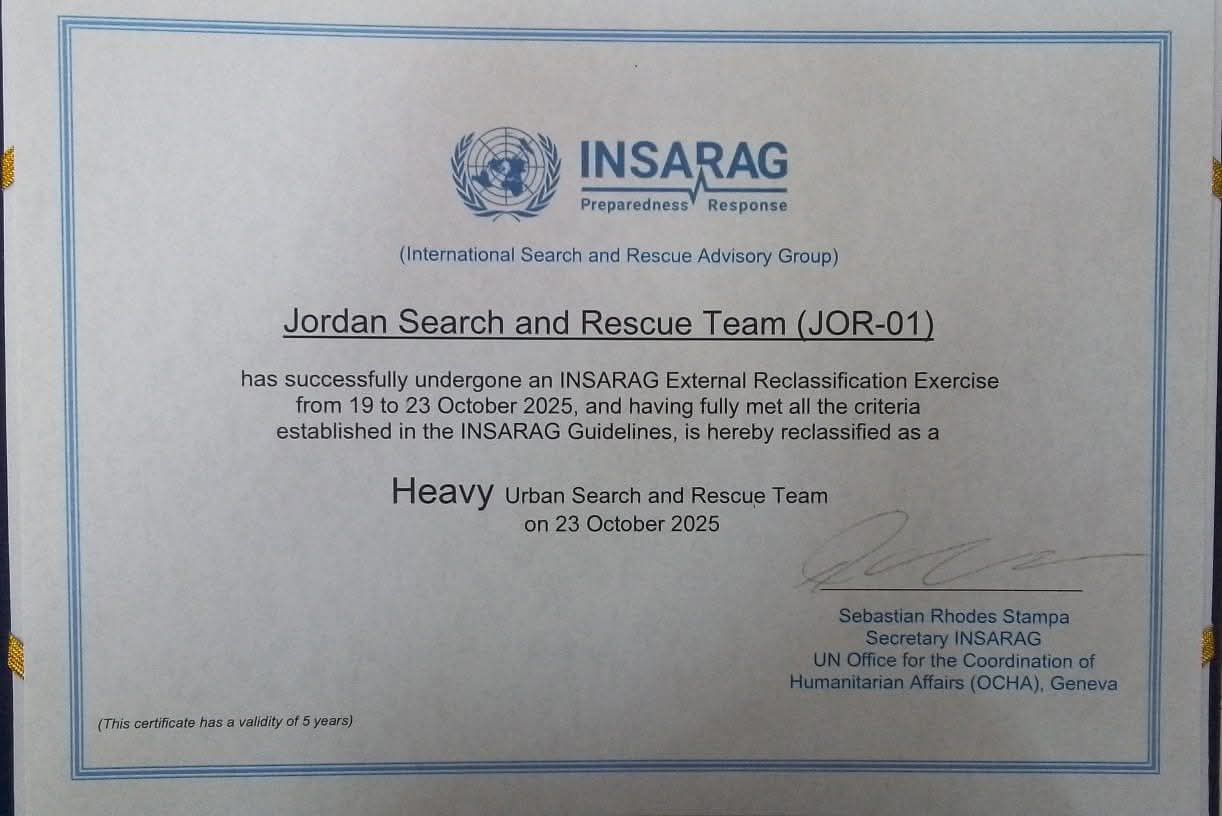 INSARAG
Preparedness Response
(International Search and Rescue Advisory Group)
Jordan Search and Rescue Team (JOR-01)
has successfully undergone an INSARAG External Reclassification Exercise
from 19 to 23 October 2025, and having fully met all the criteria
established in the INSARAG Guidelines, is hereby reclassified as a
Heavy Urban Search and Rescue Team
on 23 October 2025
Sebastian Rhodes Stampa
Secretary INSARAG
UN Office for the Coordination of
Humanitarian Affairs (OCHA), Geneva
(This certificate has a validity of 5 years)